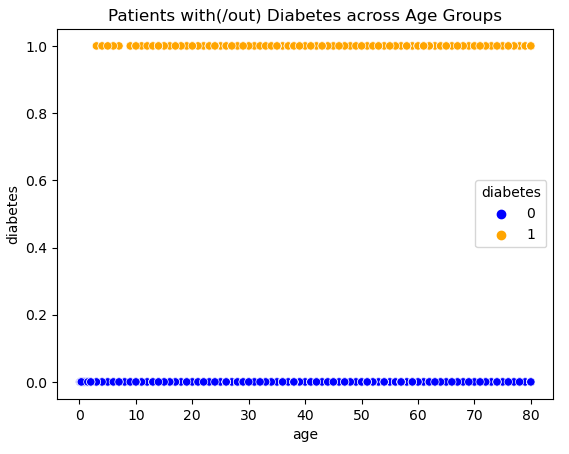 Patients with(/out) Diabetes across Age Groups
1.0
0.8
0.6
0.4
0.2
0.0
diabetes
diabetes
0
1
0 10 20 30 40 50 60 70 80
age